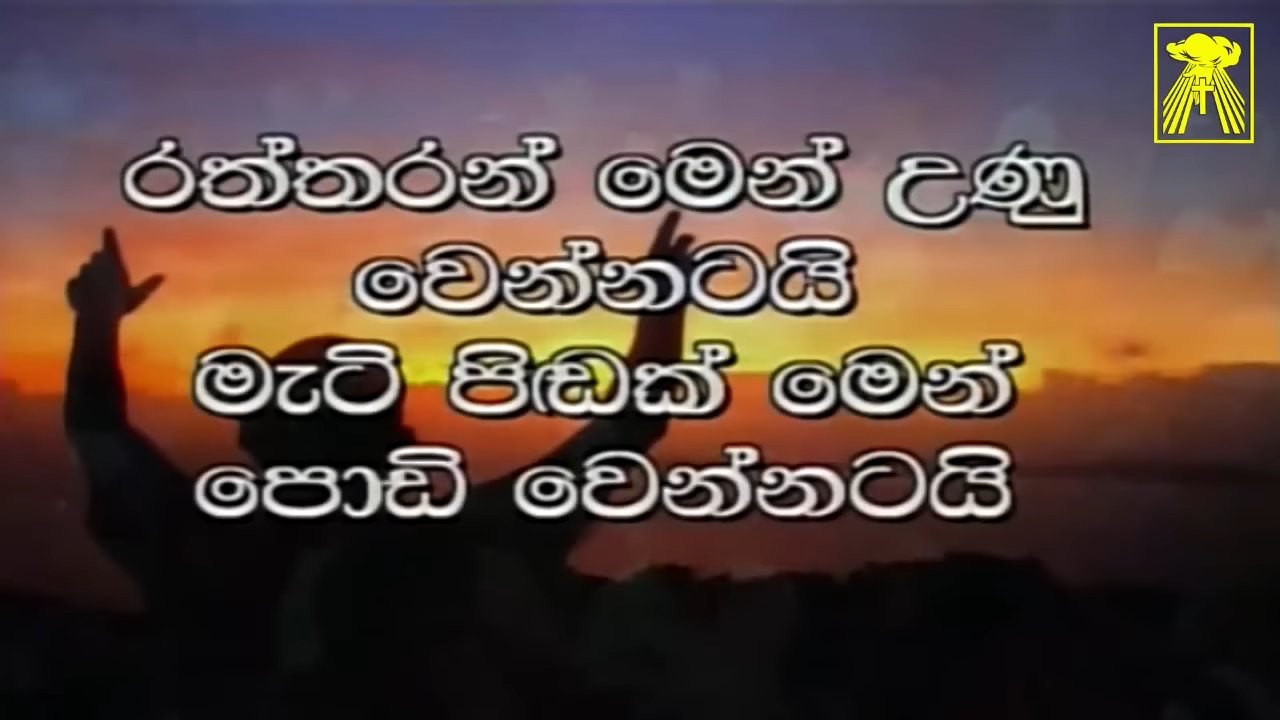 රත්තරන් මෙන් උණු
වෙන්නටයි
මැටි පිඬක් මෙන්
පොඩි වෙන්නටයි